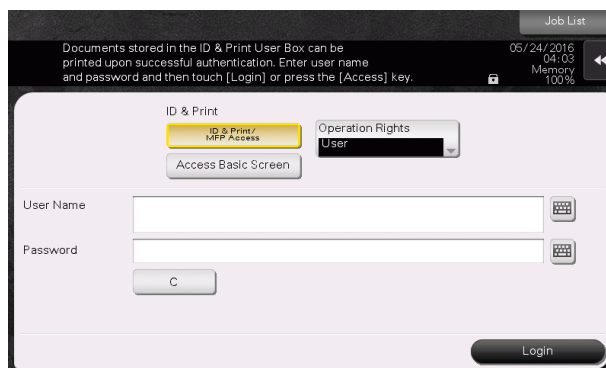 Job List
Documents stored in the ID & Print User Box can be
printed upon successful authentication. Enter user name
and password and then touch [Login] or press the [Access] key.
05/24/2016
04:03
Memory
100%
ID & Print
ID & Print/
MFP Access
Operation Rights
User
Access Basic Screen
User Name
Password
C
Login